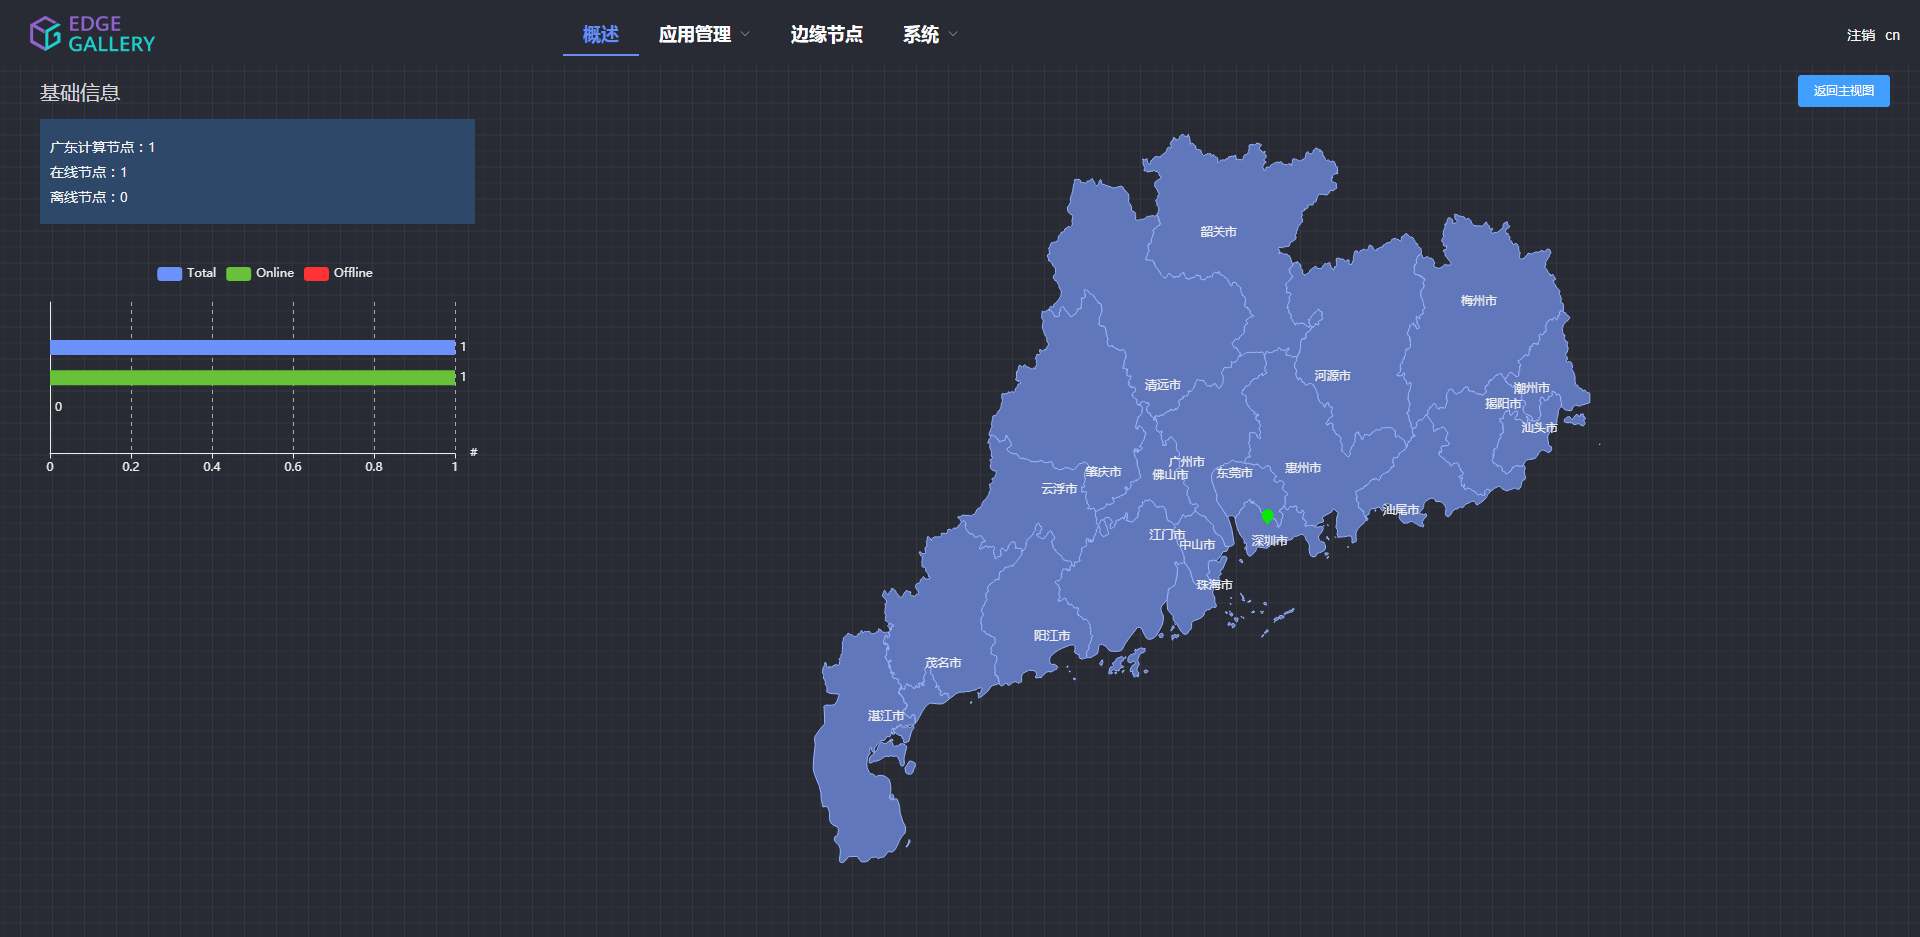 EDGE
GALLERY
概述 应用管理 边缘节点 系统
注销 cn
基础信息
返回主视图
广东计算节点：1
在线节点：1
离线节点：0
Total Online Offline
1
1
0
#
0 0.2 0.4 0.6 0.8 1
韶关市
梅州市
河源市
清远市
潮州市
揭阳市
汕头市
广州市
惠州市
肇庆市
佛山市
东莞市
云浮市
汕尾市
江门市
深圳市
中山市
珠海市
阳江市
茂名市
湛江市